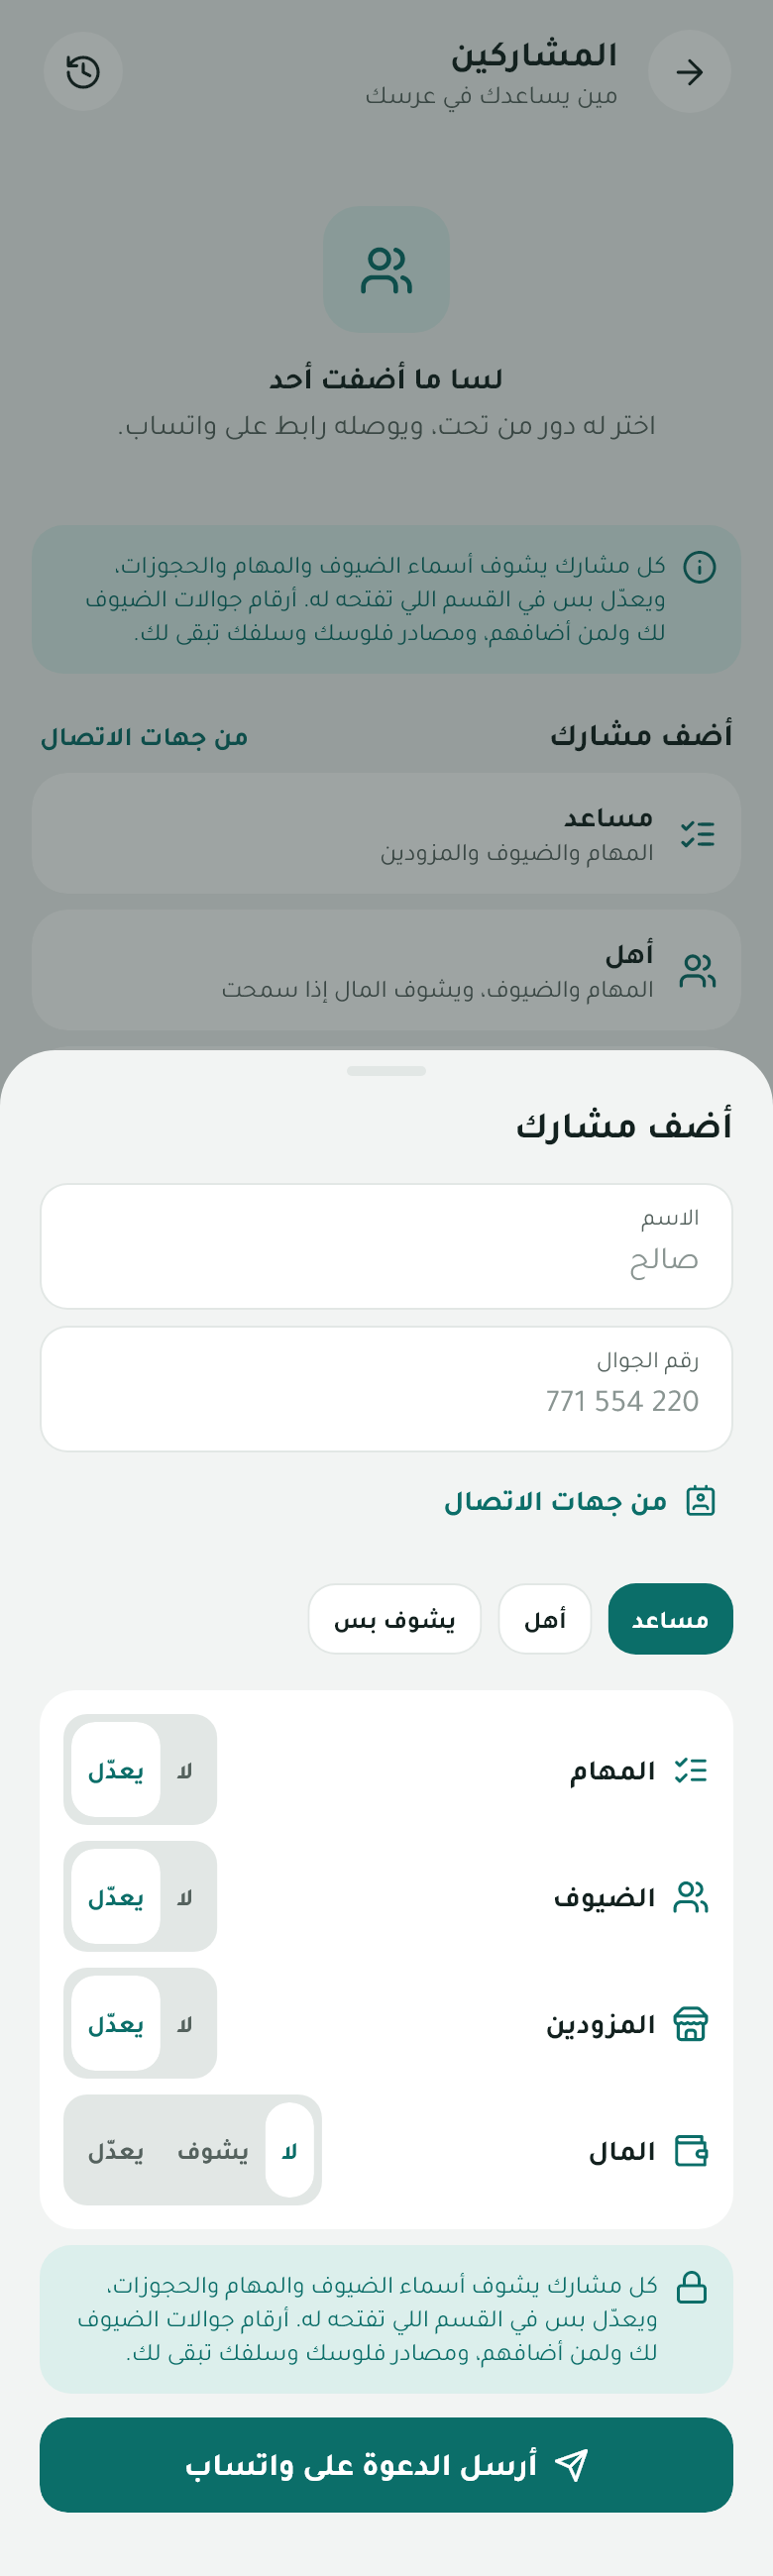 المشاركين
مين يساعدك في عرسك
لسا ما أضفت أحد
اختر له دور من تحت، ويوصله رابط على واتساب.
كل مشارك يشوف أسماء الضيوف والمهام والحجوزات،
ويعدّل بس في القسم اللي تفتحه له. أرقام جوالات الضيوف
لك ولمن أضافهم، ومصادر فلوسك وسلفك تبقى لك.
أضف مشارك
من جهات الاتصال
مساعد
المهام والضيوف والمزودين
أهل
المهام والضيوف، ويشوف المال إذا سمحت
أضف مشارك
الاسم
صالح
رقم الجوال
771 554 220
من جهات الاتصال
مساعد أهل يشوف بس
المهام لا يعدّل
الضيوف لا يعدّل
المزودين لا يعدّل
المال لا يشوف يعدّل
كل مشارك يشوف أسماء الضيوف والمهام والحجوزات،
ويعدّل بس في القسم اللي تفتحه له. أرقام جوالات الضيوف
لك ولمن أضافهم، ومصادر فلوسك وسلفك تبقى لك.
أرسل الدعوة على واتساب